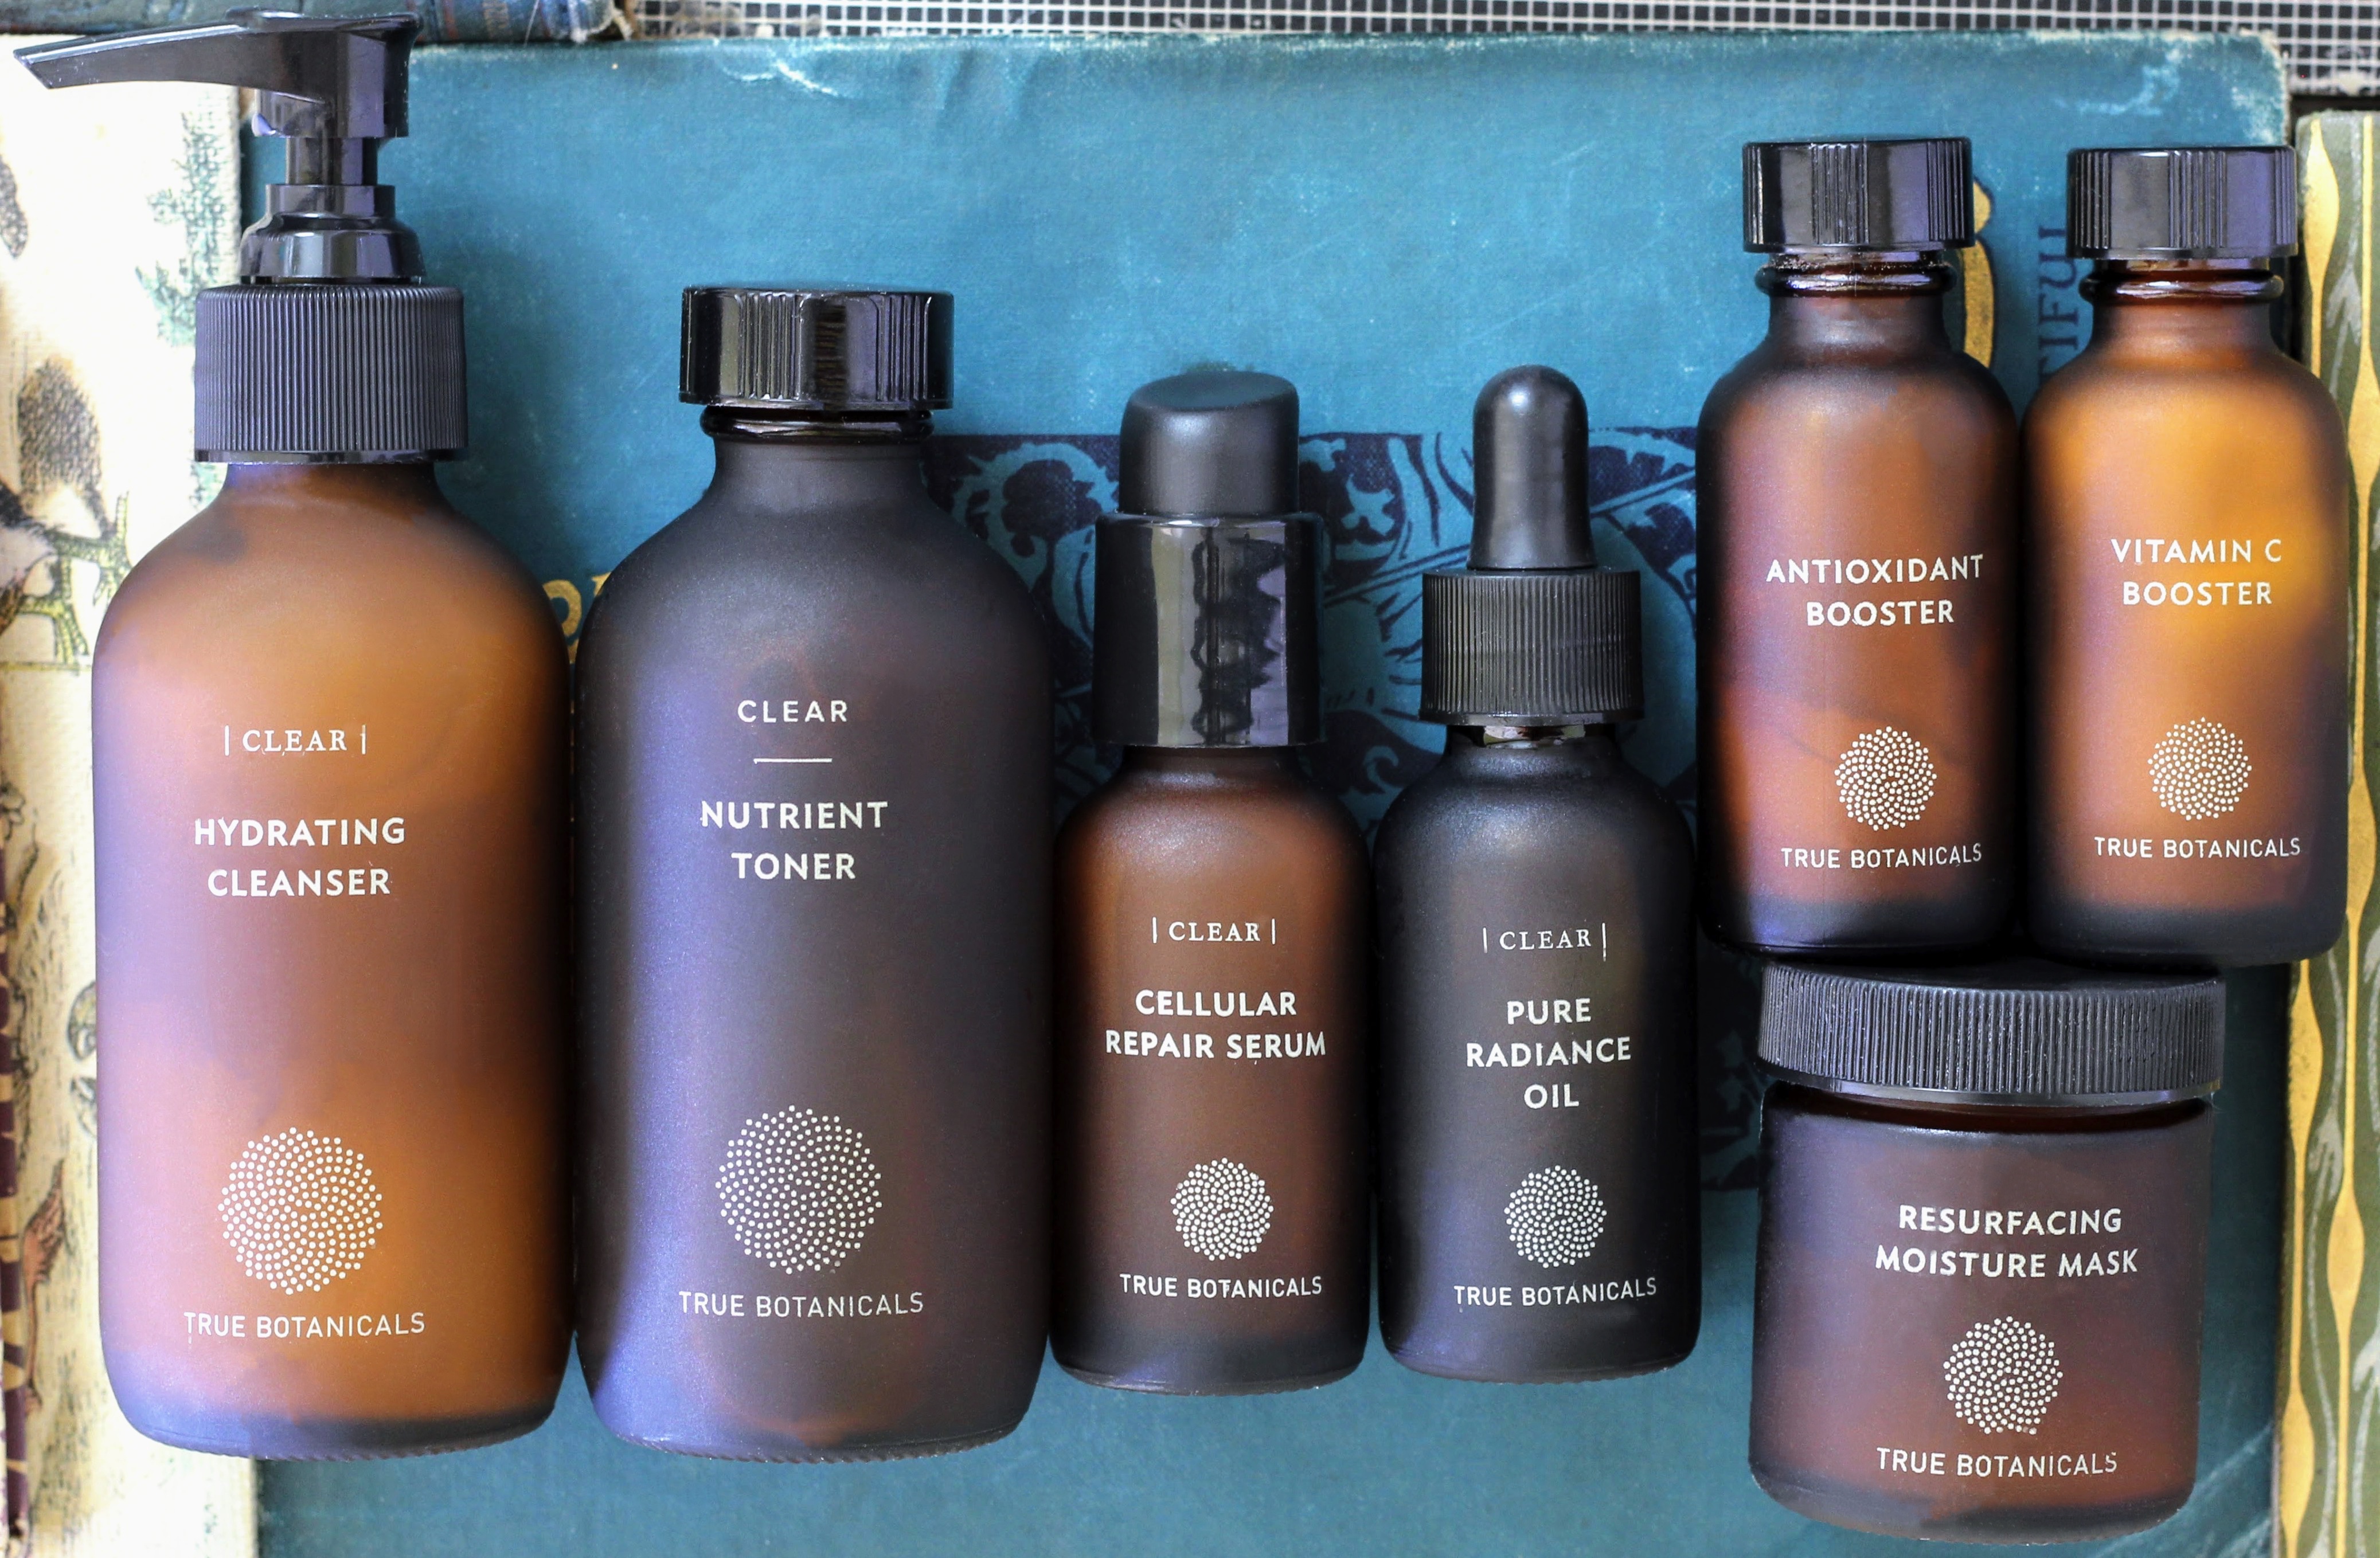 | CLEAR |
HYDRATING
CLEANSER
TRUE BOTANICALS
CLEAR
NUTRIENT
TONER
TRUE BOTANICALS
| CLEAR |
CELLULAR
REPAIR SERUM
TRUE BOTANICALS
| CLEAR |
PURE
RADIANCE
OIL
TRUE BOTANICALS
ANTIOXIDANT
BOOSTER
TRUE BOTANICALS
VITAMIN C
BOOSTER
TRUE BOTANICALS
RESURFACING
MOISTURE MASK
TRUE BOTANICALS